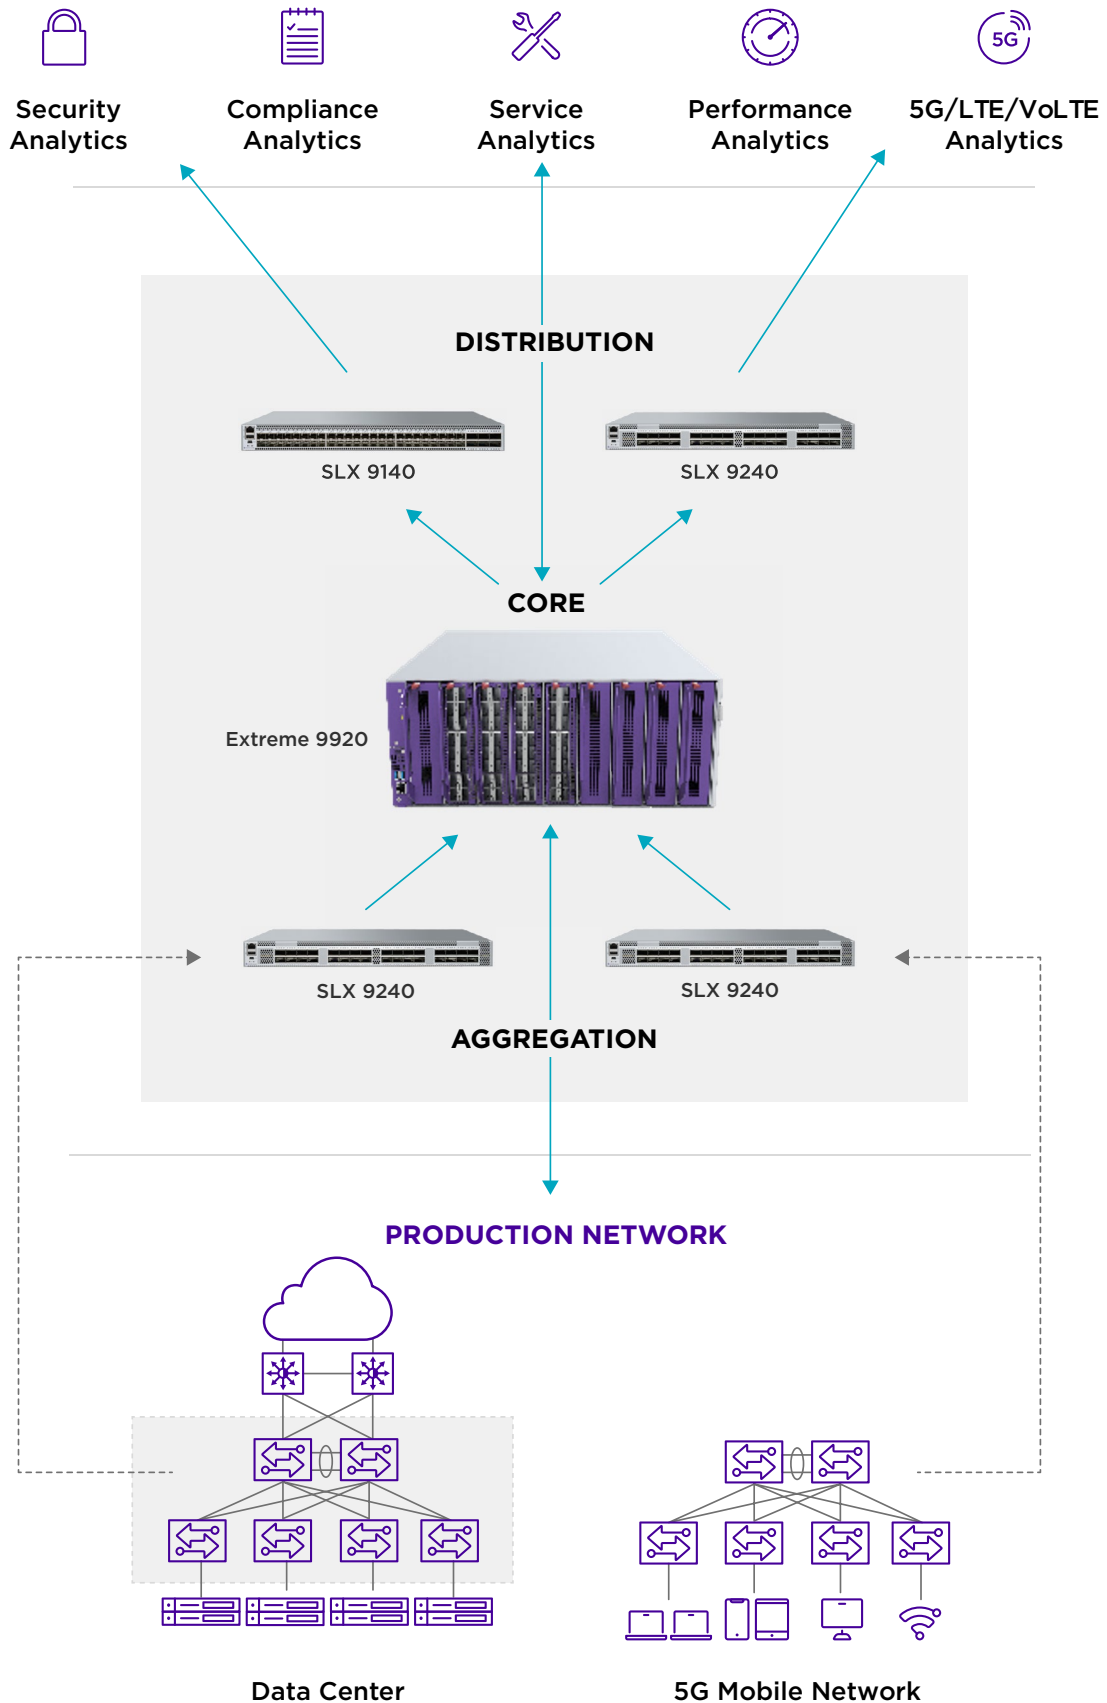 5G
Security
Analytics
Compliance
Analytics
Service
Analytics
Performance
Analytics
5G/LTE/VoLTE
Analytics
DISTRIBUTION
SLX 9140
SLX 9240
CORE
Extreme 9920
SLX 9240
SLX 9240
AGGREGATION
PRODUCTION NETWORK
Data Center
5G Mobile Network